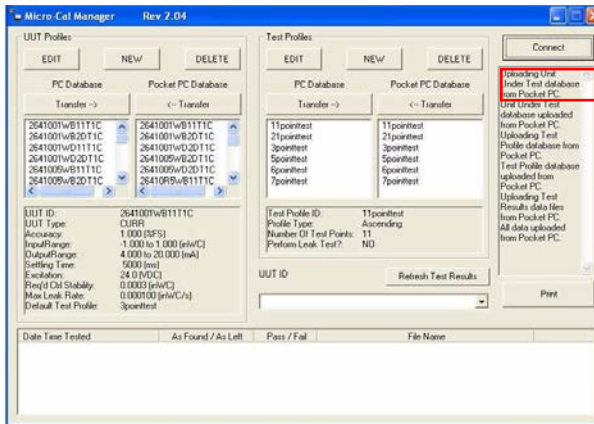 Micro-Cal Manager Rev 2.04
UUT Profiles
EDIT NEW DELETE
PC Database Pocket PC Database
Transfer --> <-- Transfer
2641001WB11T1C
2641001WB2DT1C
2641001WD11T1C
2641001WD2DT1C
2641005WB11T1C
2641005WB2DT1C
2641001WB11T1C
2641001WB2DT1C
2641001WD2DT1C
2641005WB2DT1C
2641005WD2DT1C
26410R5WB11T1C
UUT ID: 2641001WB11T1C
UUT Type: CURR
Accuracy: 1.000 (%FS)
InputRange: -1.000 to 1.000 (inWC)
OutputRange: 4.000 to 20.000 (mA)
Settling Time: 5000 (ms)
Excitation: 24.0 (VDC)
Req'd Ctrl Stability: 0.0003 (inWC)
Max Leak Rate: 0.000100 (inWC/s)
Default Test Profile: 3pointtest
Test Profiles
EDIT NEW DELETE
PC Database Pocket PC Database
Transfer --> <-- Transfer
11pointtest
21pointtest
3pointtest
5pointtest
6pointtest
7pointtest
11pointtest
21pointtest
3pointtest
5pointtest
6pointtest
7pointtest
Test Profile ID: 11pointtest
Profile Type: Ascending
Number Of Test Points: 11
Perform Leak Test?: NO
UUT ID
Refresh Test Results
Connect
Uploading Unit
Under Test database
from Pocket PC.
Unit Under Test
database uploaded
from Pocket PC.
Uploading Test
Profile database from
Pocket PC.
Test Profile database
uploaded from
Pocket PC.
Uploading Test
Results data files
from Pocket PC.
All data uploaded
from Pocket PC.
Print
Date Time Tested As Found / As Left Pass / Fail File Name